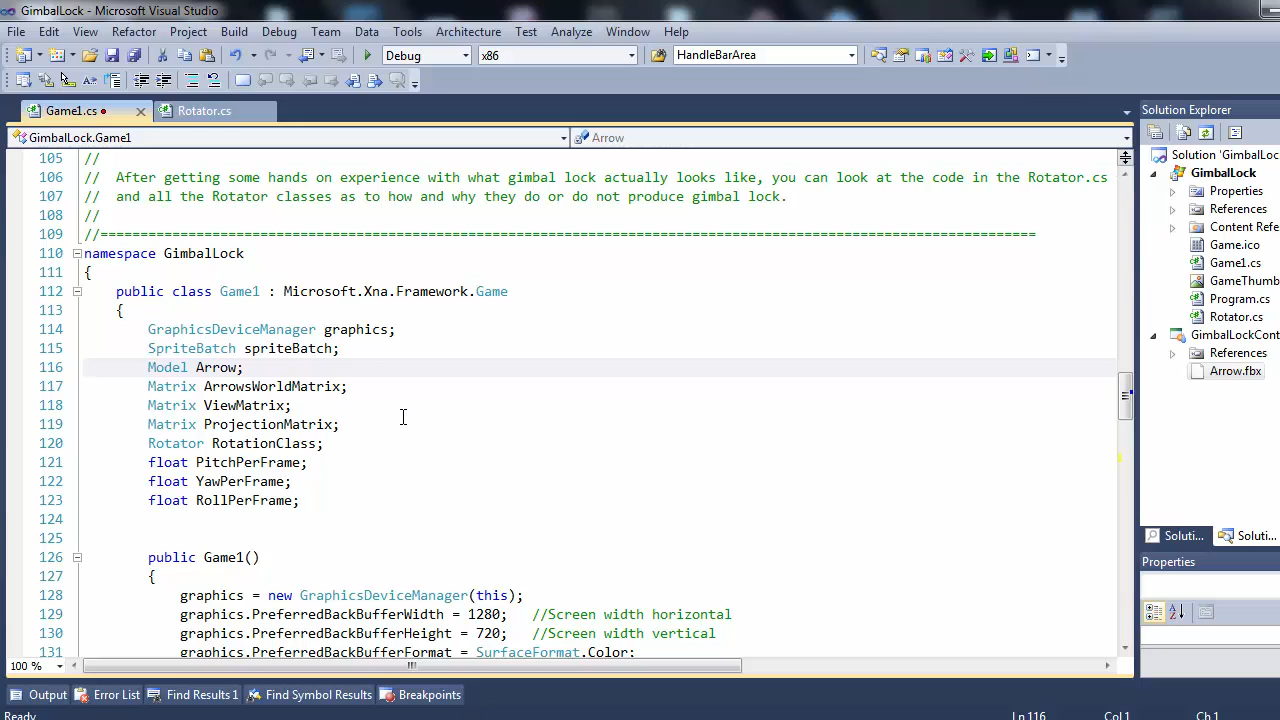 GimballLock - Microsoft Visual Studio
File Edit View Refactor Project Build Debug Team Data Tools Architecture Test Analyze Window Help
Debug x86 HandleBarArea
Game1.cs Rotator.cs Solution Explorer
GimbalLock.Game1 Arrow
105 //
106 // After getting some hands on experience with what gimbal lock actually looks like, you can look at the code in the Rotator.cs
107 // and all the Rotator classes as to how and why they do or do not produce gimbal lock.
108 //
109 //=====================================================================================================================
110 namespace GimbalLock
111 {
112 public class Game1 : Microsoft.Xna.Framework.Game
113 {
114 GraphicsDeviceManager graphics;
115 SpriteBatch spriteBatch;
116 Model Arrow;
117 Matrix ArrowsWorldMatrix;
118 Matrix ViewMatrix;
119 Matrix ProjectionMatrix;
120 Rotator RotationClass;
121 float PitchPerFrame;
122 float YawPerFrame;
123 float RollPerFrame;
124
125
126 public Game1()
127 {
128 graphics = new GraphicsDeviceManager(this);
129 graphics.PreferredBackBufferWidth = 1280; //Screen width horizontal
130 graphics.PreferredBackBufferHeight = 720; //Screen width vertical
131 graphics.PreferredBackBufferFormat = SurfaceFormat.Color;
100 %
Solution 'GimbalLoc
GimbalLock
Properties
References
Content Refe
Game.ico
Game1.cs
GameThumb
Program.cs
Rotator.cs
GimbalLockCont
References
Arrow.fbx
Soluti... Soluti...
Properties
Output Error List Find Results 1 Find Symbol Results Breakpoints
Ready Ln 116 Col 1 Ch 1